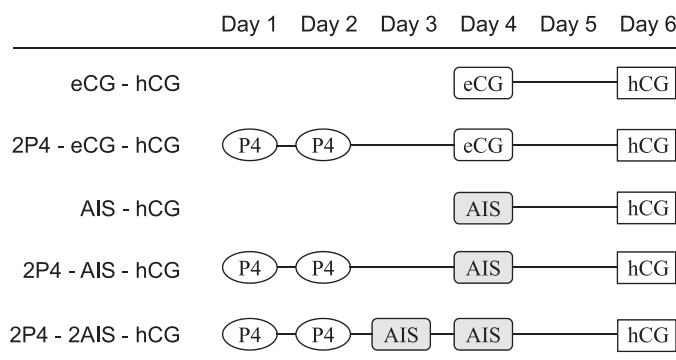 Day 1 Day 2 Day 3 Day 4 Day 5 Day 6
eCG - hCG eCG hCG
2P4 - eCG - hCG P4 P4 eCG hCG
AIS - hCG AIS hCG
2P4 - AIS - hCG P4 P4 AIS hCG
2P4 - 2AIS - hCG P4 P4 AIS AIS hCG